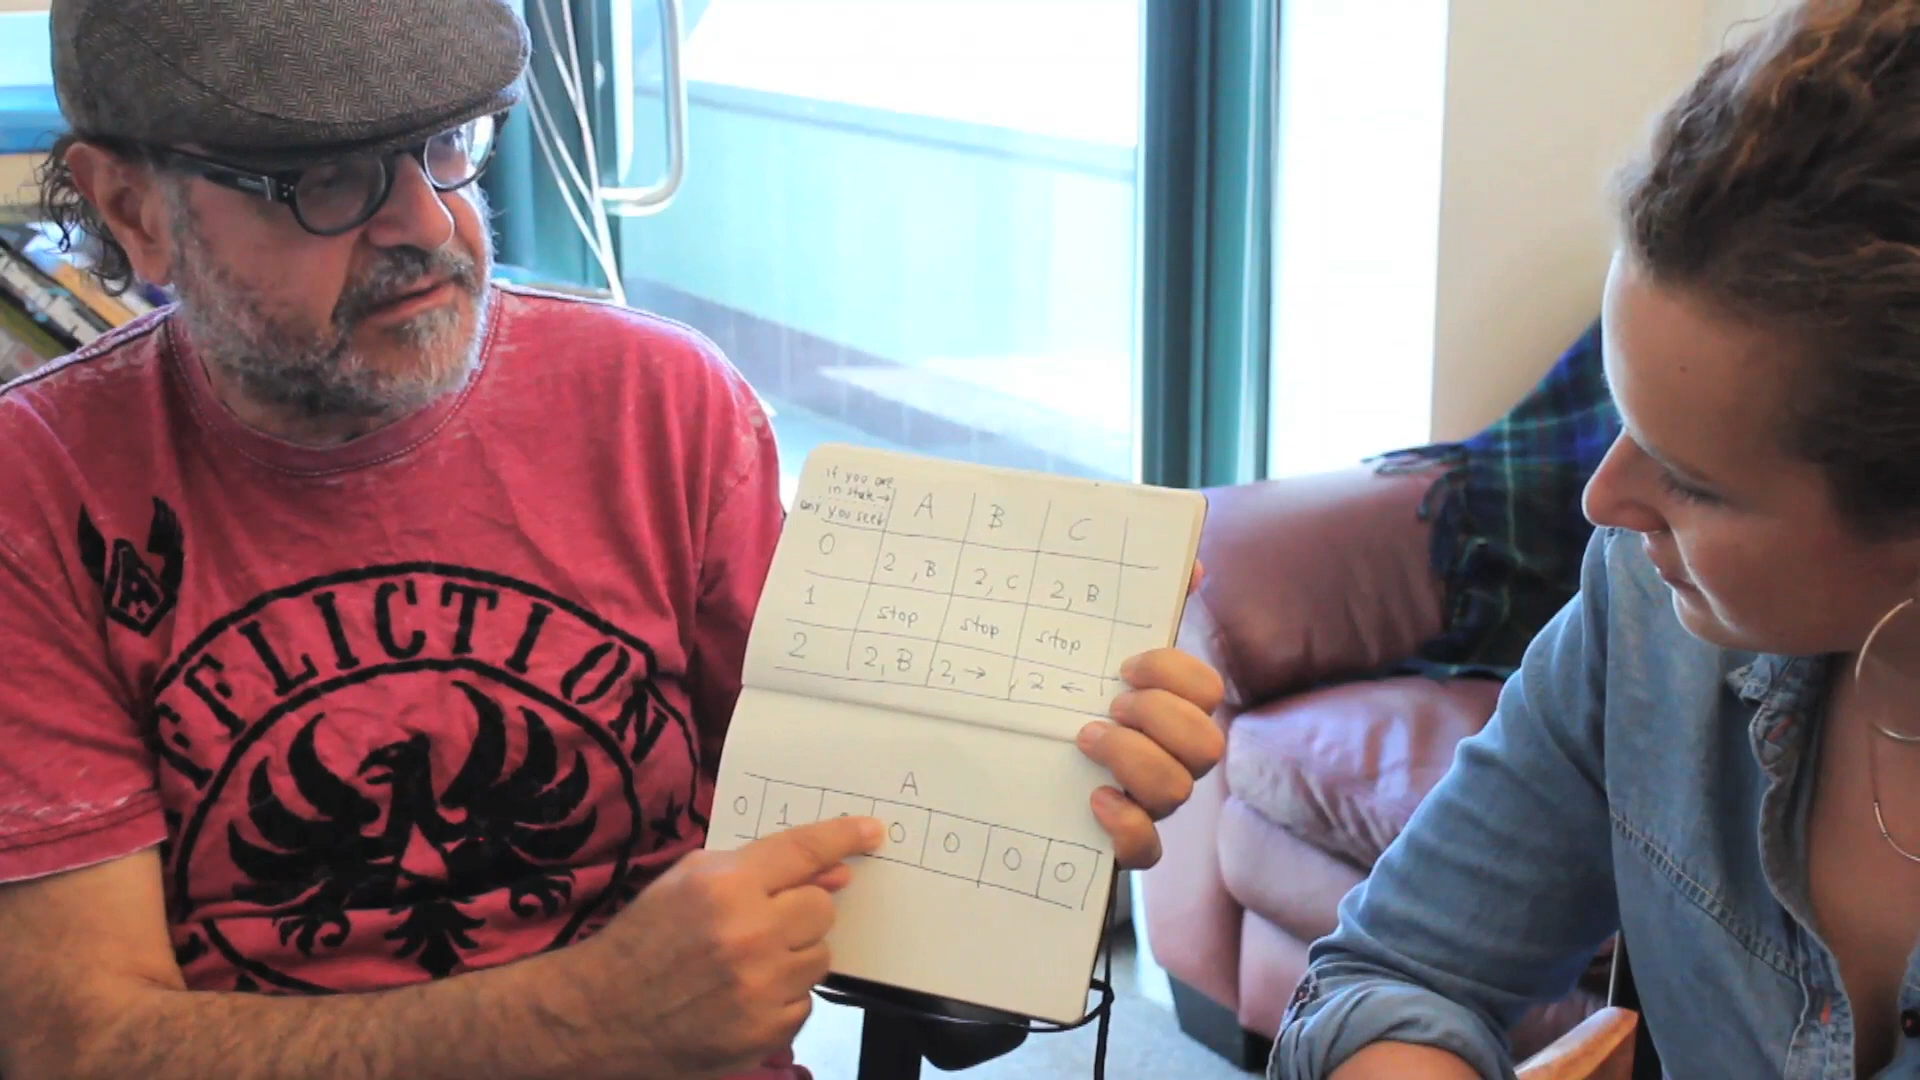 if you are
in state →
any you see↓
A B C
0 2, B 2, C 2, B
1 stop stop stop
2 2, B 2, → 2 ←
A
0 1 0 0 0 0
AFFLICTION
A